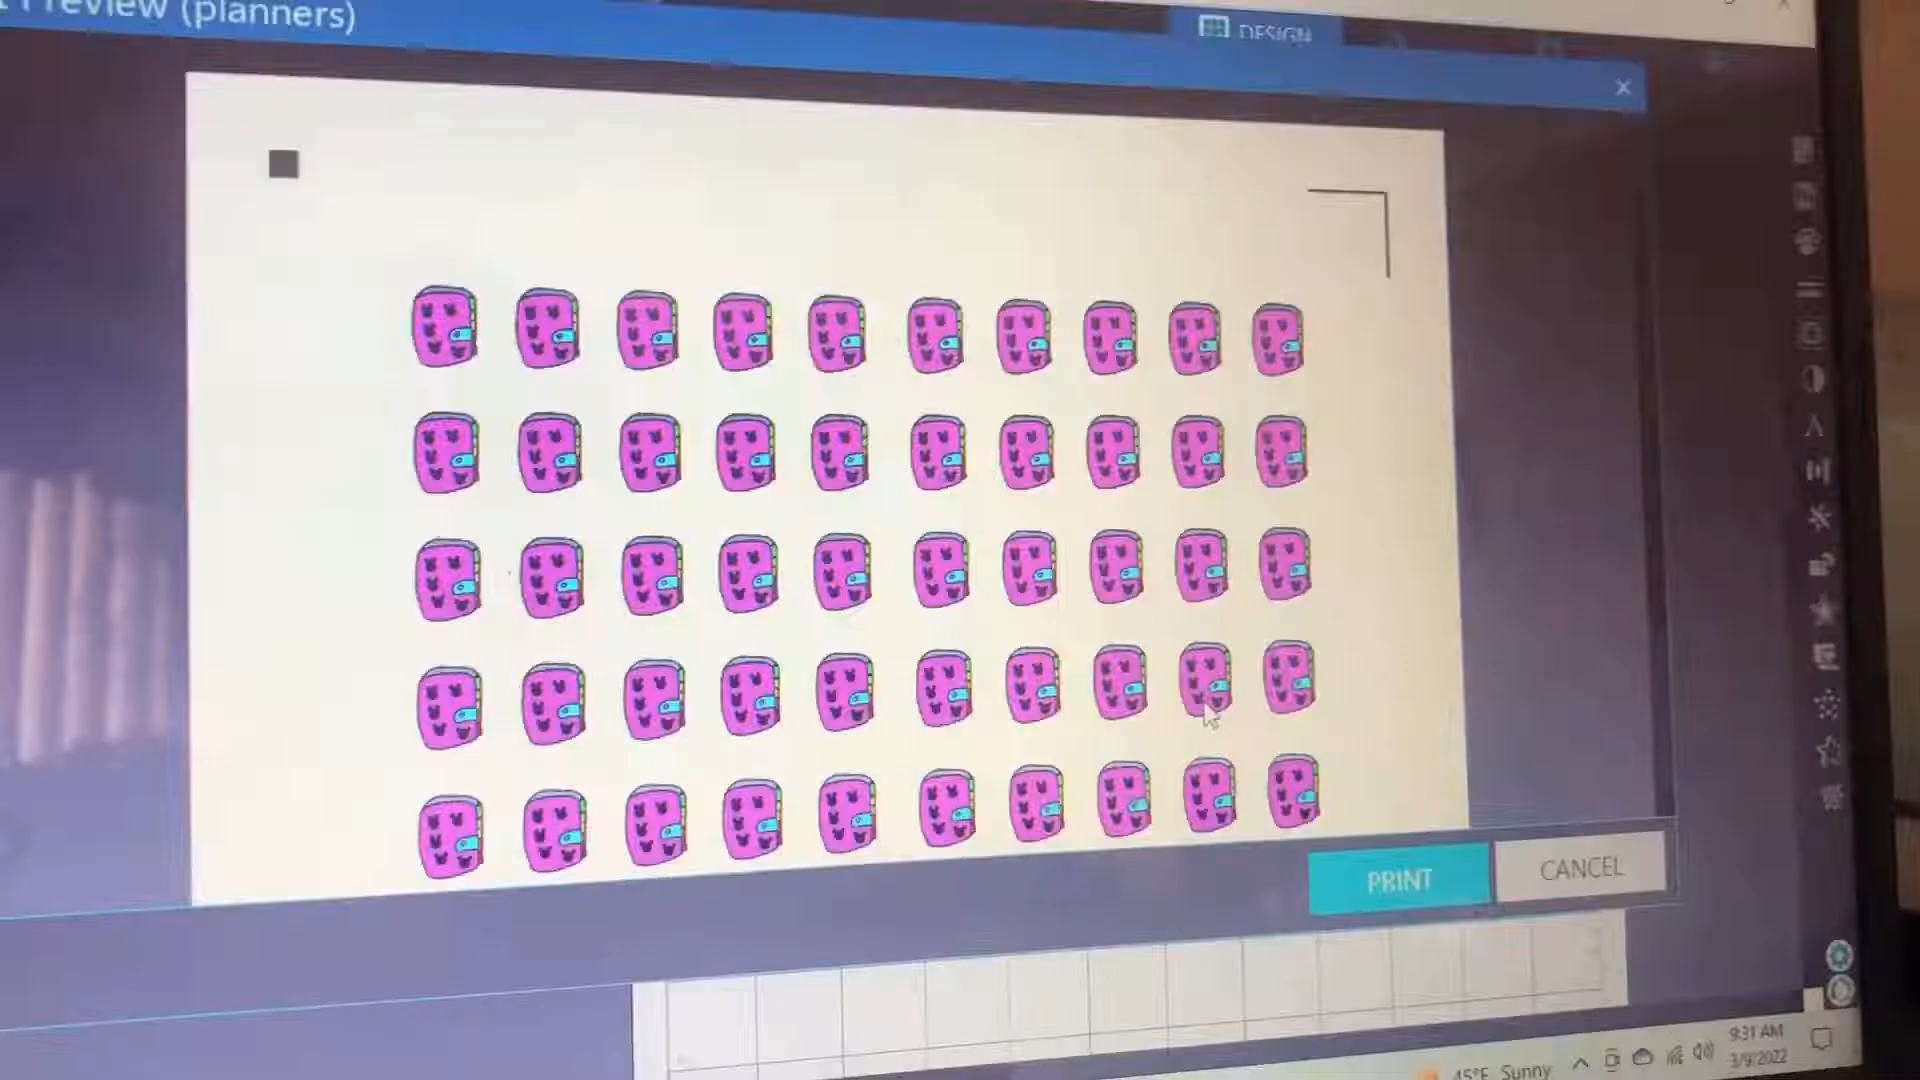 Preview (planners)
DESIGN
PRINT
CANCEL
9:31 AM
45°F Sunny
3/9/2022